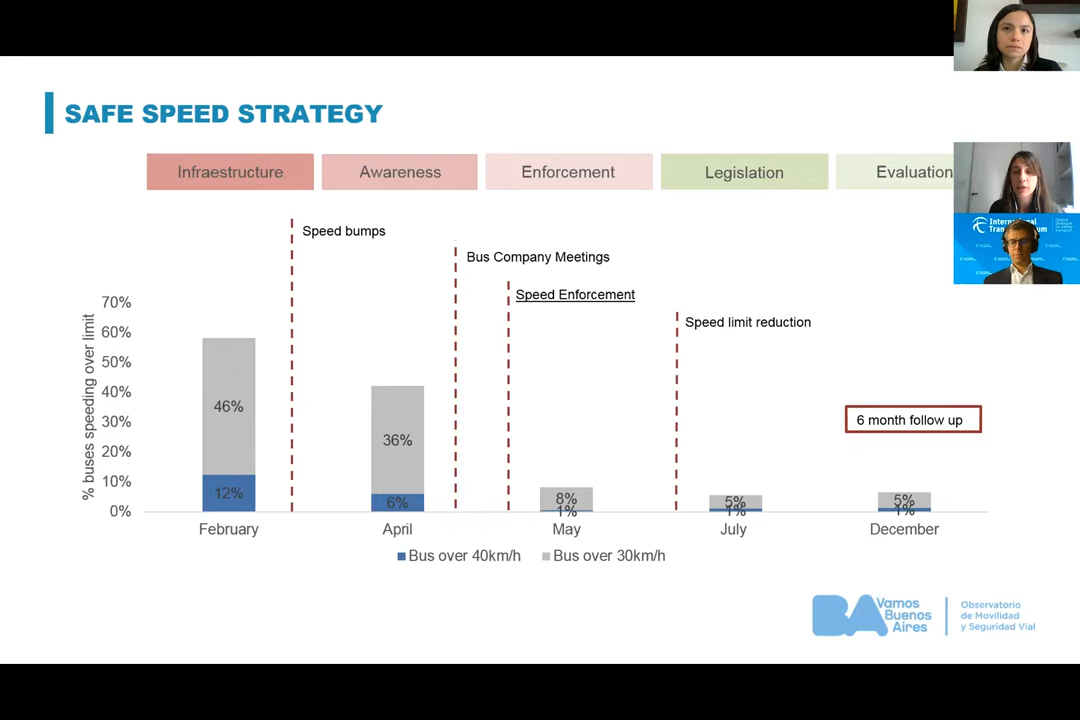 SAFE SPEED STRATEGY
Infraestructure
Awareness
Enforcement
Legislation
Evaluation
International
Speed bumps
Bus Company Meetings
Speed Enforcement
Speed limit reduction
% buses speeding over limit
70%
60%
50%
40%
30%
20%
10%
0%
46%
12%
36%
6%
8%
1%
5%
1%
5%
1%
6 month follow up
February
April
May
July
December
Bus over 40km/h
Bus over 30km/h
BA
Vamos
Buenos
Aires
Observatorio
de Movilidad
y Seguridad Vial